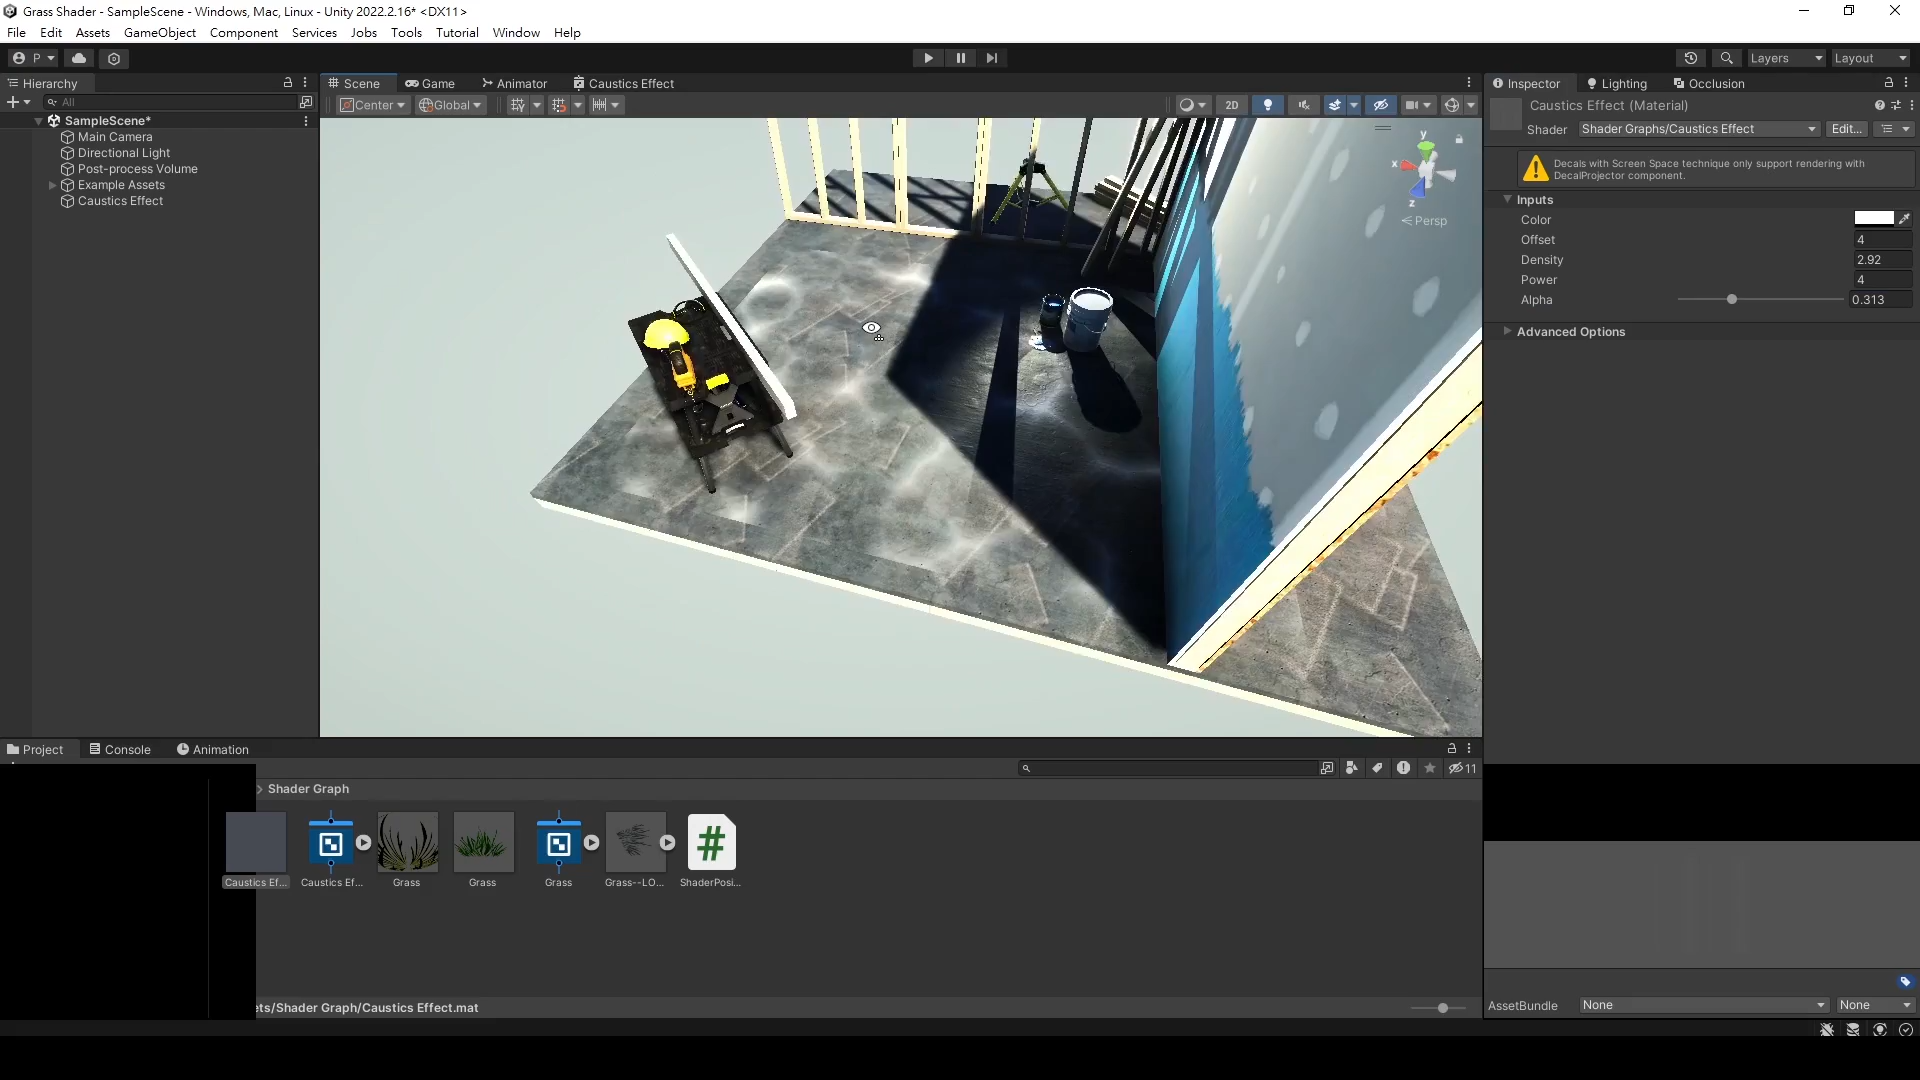 Grass Shader - SampleScene - Windows, Mac, Linux - Unity 2022.2.16* <DX11>
File Edit Assets GameObject Component Services Jobs Tools Tutorial Window Help
P Layers Layout
Hierarchy Scene Game Animator Caustics Effect Inspector Lighting Occlusion
All Center Global 2D
Caustics Effect (Material)
Shader Shader Graphs/Caustics Effect Edit...
SampleScene*
Main Camera
Directional Light
Post-process Volume
Example Assets
Caustics Effect
y
x
z
Persp
Decals with Screen Space technique only support rendering with
DecalProjector component.
Inputs
Color
Offset 4
Density 2.92
Power 4
Alpha 0.313
Advanced Options
Project Console Animation
11
Shader Graph
Caustics Ef... Caustics Ef... Grass Grass Grass Grass--LO... ShaderPosi...
ets/Shader Graph/Caustics Effect.mat
AssetBundle None None